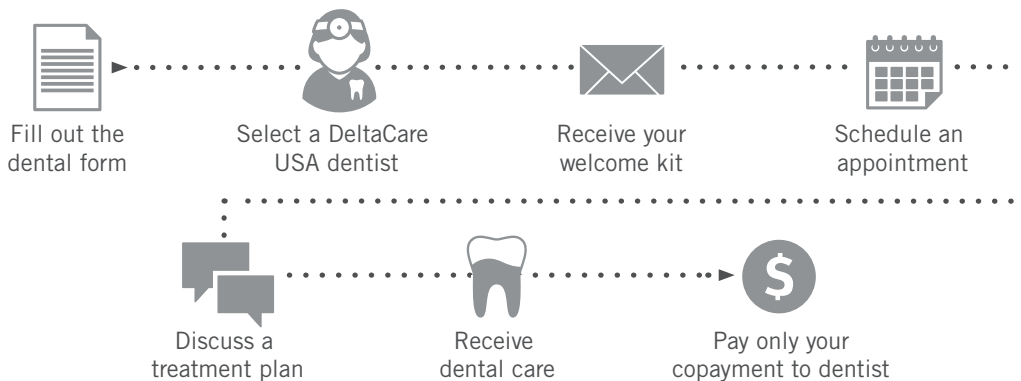 Fill out the
dental form
Select a DeltaCare
USA dentist
Receive your
welcome kit
Schedule an
appointment
Discuss a
treatment plan
Receive
dental care
$
Pay only your
copayment to dentist